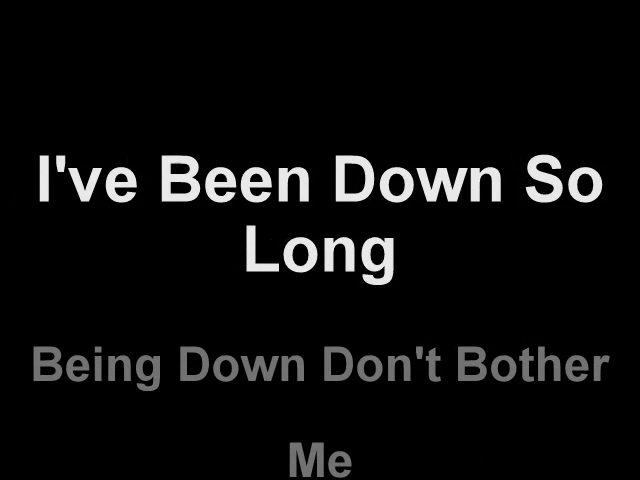 I've Been Down So
Long
Being Down Don't Bother
Me